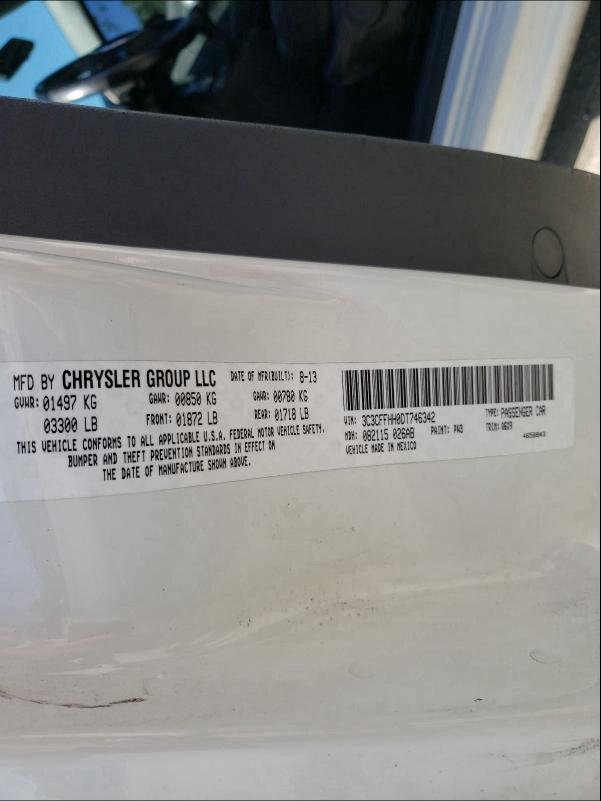 MFD BY CHRYSLER GROUP LLC DATE OF MFR(BUILT): 8-13
GVWR: 01497 KG GAWR: 00850 KG GAWR: 00780 KG
03300 LB FRONT: 01872 LB REAR: 01718 LB
THIS VEHICLE CONFORMS TO ALL APPLICABLE U.S.A. FEDERAL MOTOR VEHICLE SAFETY,
BUMPER AND THEFT PREVENTION STANDARDS IN EFFECT ON
THE DATE OF MANUFACTURE SHOWN ABOVE.
VIN: 3C3CFFHH0DT746342 TYPE: PASSENGER CAR
MDH: 082115 026AB PAINT: PAD TRIM:
VEHICLE MADE IN MEXICO